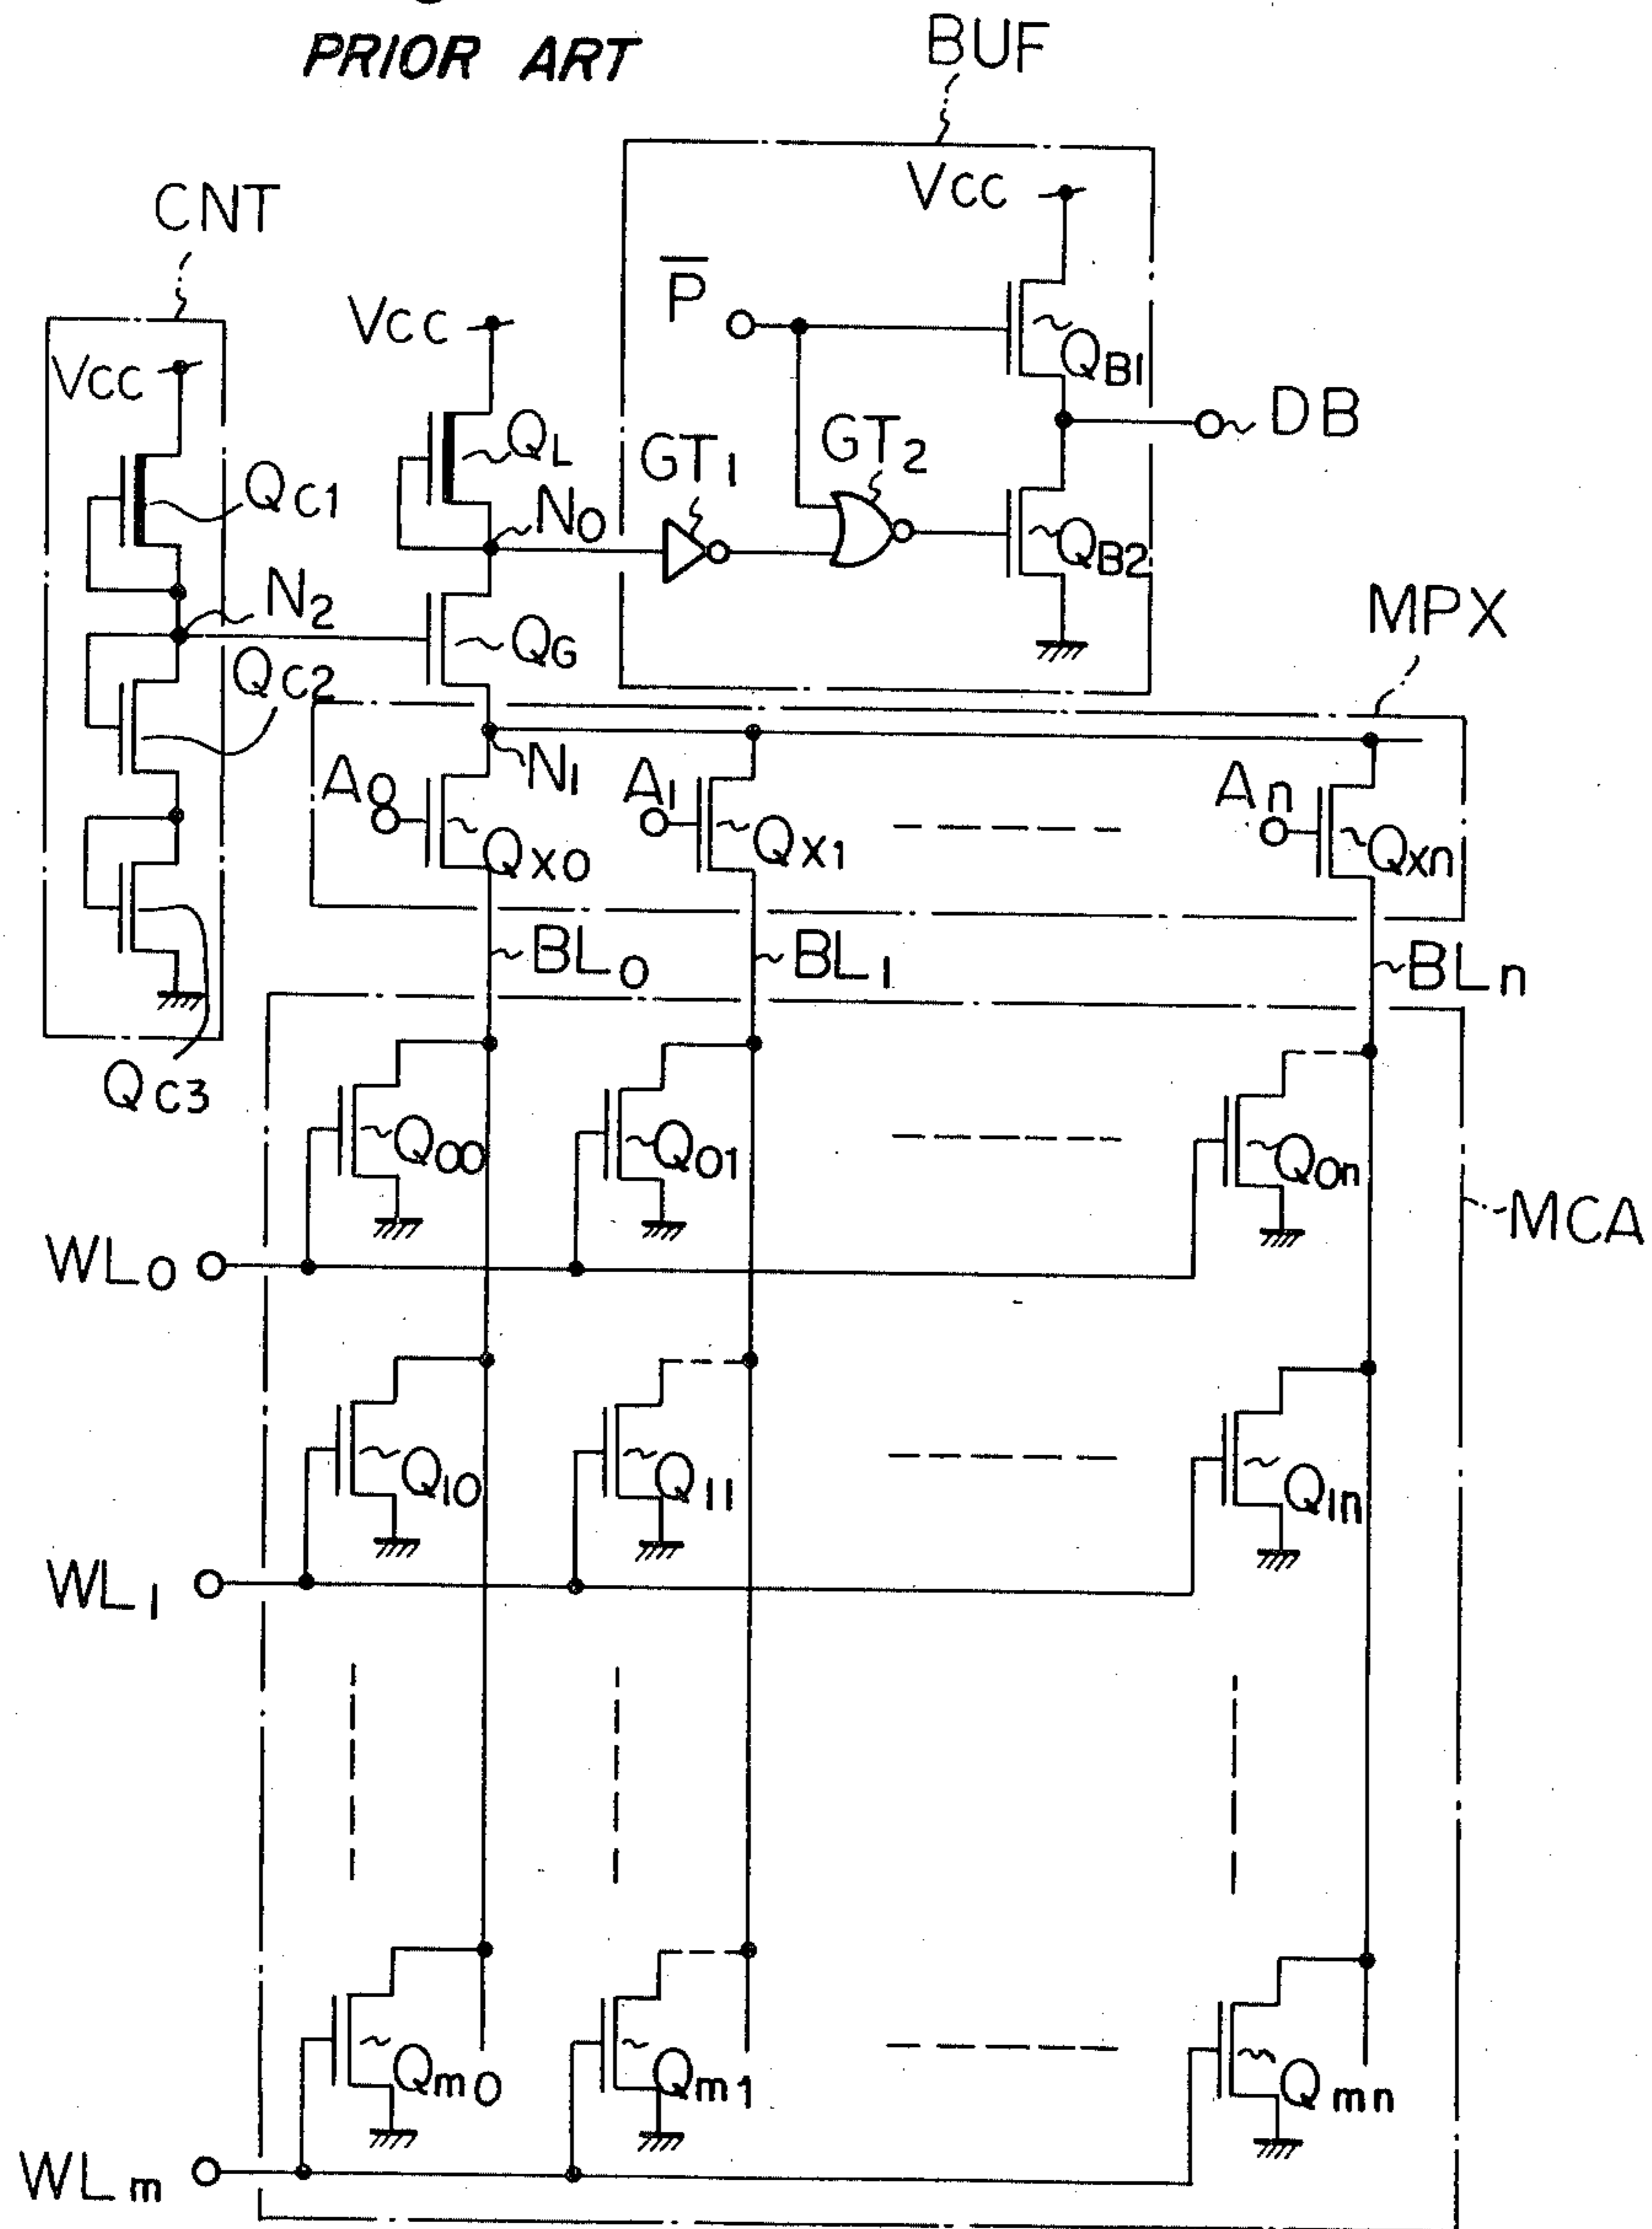 PRIOR ART
BUF
Vcc
CNT
P̅
Vcc
Vcc
QB1
DB
QL
GT1
GT2
QC1
N0
QB2
N2
MPX
QG
QC2
N1
A0
A1
An
QX0
QX1
QXn
BL0
BL1
BLn
QC3
Q00
Q01
Q0n
MCA
WL0
Q10
Q11
Q1n
WL1
Qm0
Qm1
Qmn
WLm